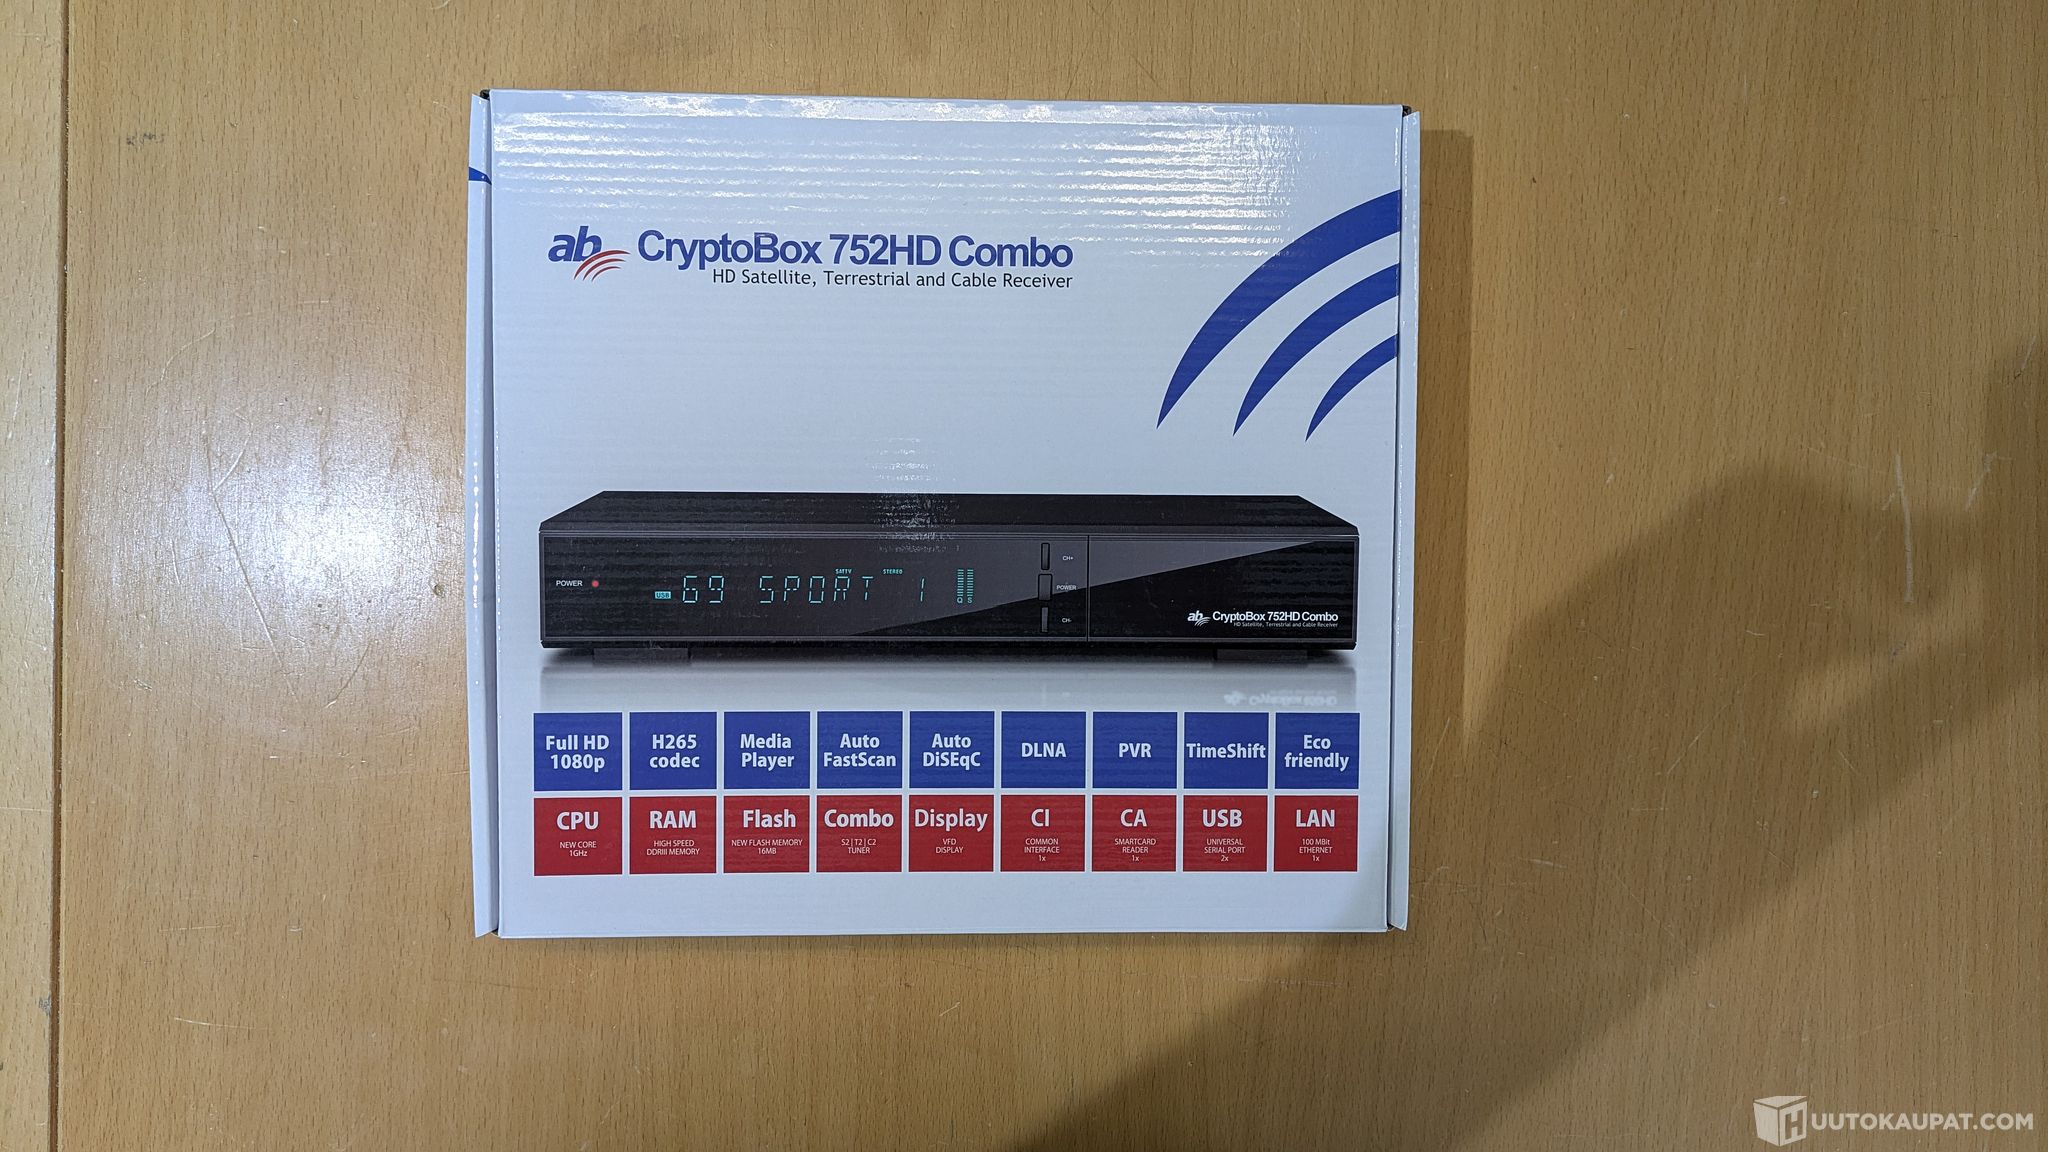 ab CryptoBox 752HD Combo
HD Satellite, Terrestrial and Cable Receiver
POWER
USB
69 SPORT 1
SATTV
STEREO
Q S
CH+
POWER
CH-
ab CryptoBox 752HD Combo
HD Satellite, Terrestrial and Cable Receiver
Full HD
1080p
H265
codec
Media
Player
Auto
FastScan
Auto
DiSEqC
DLNA
PVR
TimeShift
Eco
friendly
CPU
NEW CORE
1GHz
RAM
HIGH SPEED
DDRIII MEMORY
Flash
NEW FLASH MEMORY
16MB
Combo
S2 | T2 | C2
TUNER
Display
VFD
DISPLAY
CI
COMMON
INTERFACE
1x
CA
SMARTCARD
READER
1x
USB
UNIVERSAL
SERIAL PORT
2x
LAN
100 MBit
ETHERNET
1x
HUUTOKAUPAT.COM